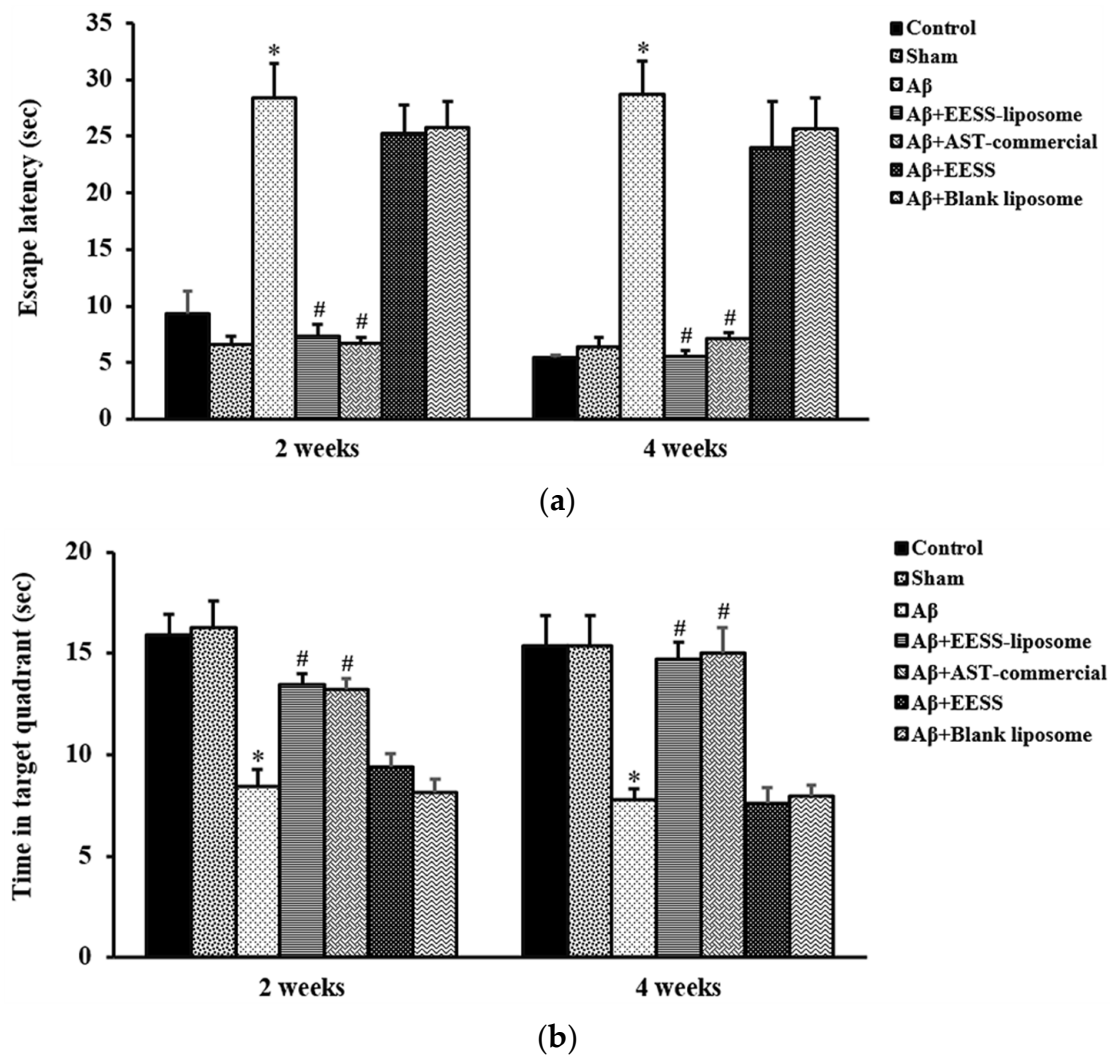 35
30
25
20
15
10
5
0
Escape latency (sec)
*
#
#
*
#
#
2 weeks
4 weeks
Control
Sham
Aβ
Aβ+EESS-liposome
Aβ+AST-commercial
Aβ+EESS
Aβ+Blank liposome
(a)
20
15
10
5
0
Time in target quadrant (sec)
*
#
#
*
#
#
2 weeks
4 weeks
Control
Sham
Aβ
Aβ+EESS-liposome
Aβ+AST-commercial
Aβ+EESS
Aβ+Blank liposome
(b)